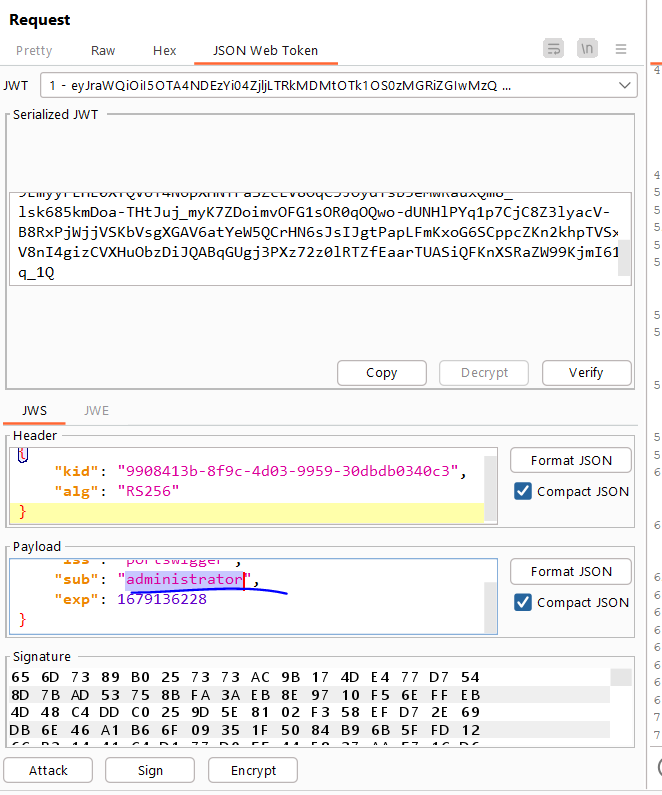 Request
Pretty Raw Hex JSON Web Token \n
JWT 1 - eyJraWQiOiI5OTA4NDEzYi04ZjljLTRkMDMtOTk1OS0zMGRiZGIwMzQ ...
Serialized JWT
lsk685kmDoa-THtJuj_myK7ZDoimvOFG1sOR0qOQwo-dUNHlPYq1p7CjC8Z3lyacV-
B8RxPjWjjVSKbVsgXGAV6atYeW5QCrHN6sJsIJgtPapLFmKxoG6SCppcZKn2khpTVSx
V8nI4gizCVXHuObzDiJQABqGUgj3PXz72z0lRTZfEaarTUASiQFKnXSRaZW99KjmI61
q_1Q
Copy Decrypt Verify
JWS JWE
Header
{
"kid": "9908413b-8f9c-4d03-9959-30dbdb0340c3",
"alg": "RS256"
}
Format JSON
Compact JSON
Payload
"iss": "portswigger",
"sub": "administrator",
"exp": 1679136228
}
Format JSON
Compact JSON
Signature
65 6D 73 89 B0 25 73 73 AC 9B 17 4D E4 77 D7 54
8D 7B AD 53 75 8B FA 3A EB 8E 97 10 F5 6E FF EB
4D 48 C4 DD C0 25 9D 5E 81 02 F3 58 EF D7 2E 69
DB 6E 46 A1 B6 6F 09 35 1F 50 84 B9 6B 5F FD 12
Attack Sign Encrypt